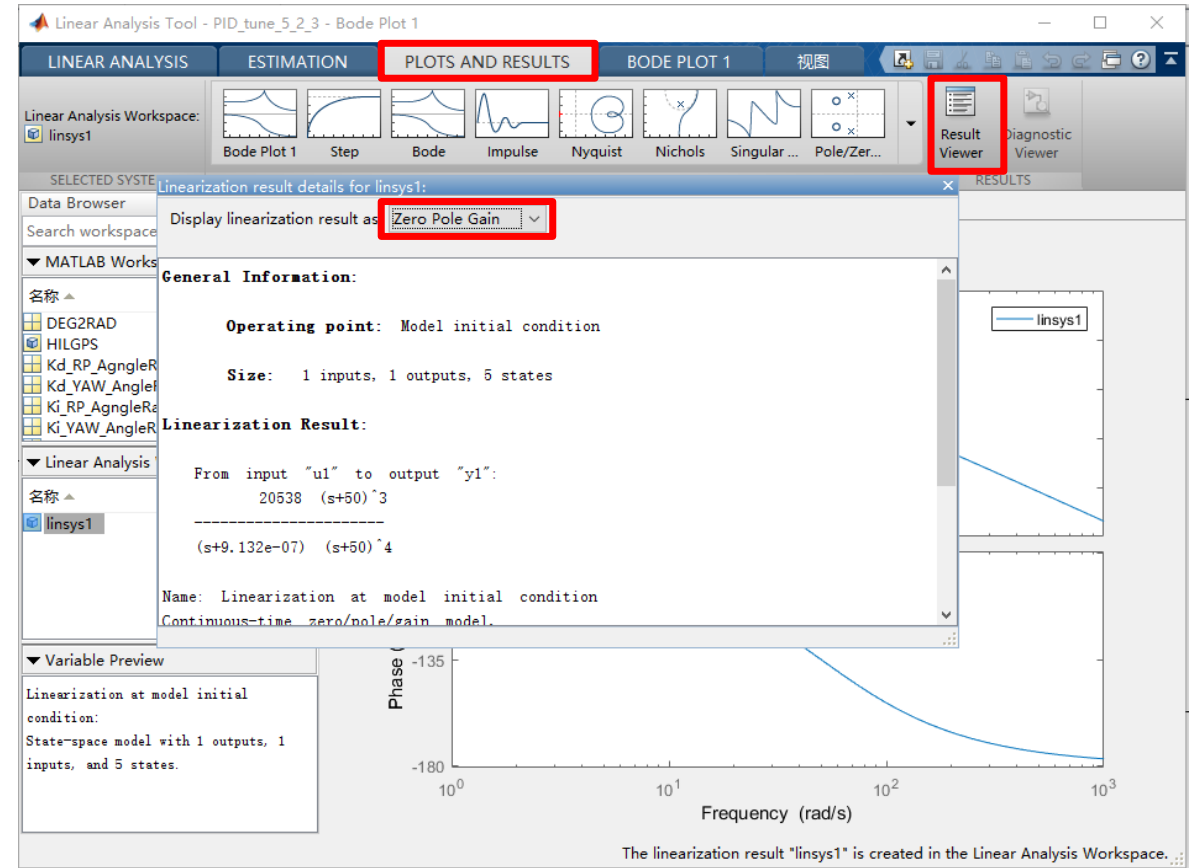 Linear Analysis Tool - PID_tune_5_2_3 - Bode Plot 1
LINEAR ANALYSIS ESTIMATION PLOTS AND RESULTS BODE PLOT 1 视图
Linear Analysis Workspace:
linsys1
Bode Plot 1 Step Bode Impulse Nyquist Nichols Singular ... Pole/Zer...
Result Viewer
Diagnostic Viewer
SELECTED SYSTE
RESULTS
Linearization result details for linsys1:
Display linearization result as Zero Pole Gain
General Information:
Operating point: Model initial condition
Size: 1 inputs, 1 outputs, 5 states
Linearization Result:
From input "u1" to output "y1":
20538 (s+50)^3
----------------------
(s+9.132e-07) (s+50)^4
Name: Linearization at model initial condition
Continuous-time zero/pole/gain model.
Data Browser
Search workspace
MATLAB Works
名称
DEG2RAD
HILGPS
Kd_RP_AgngleR
Kd_YAW_AngleR
Ki_RP_AgngleRa
Ki_YAW_AngleR
Linear Analysis
名称
linsys1
Variable Preview
Linearization at model initial
condition:
State-space model with 1 outputs, 1
inputs, and 5 states.
linsys1
Phase (
-135
-180
10^0 10^1 10^2 10^3
Frequency (rad/s)
The linearization result "linsys1" is created in the Linear Analysis Workspace.